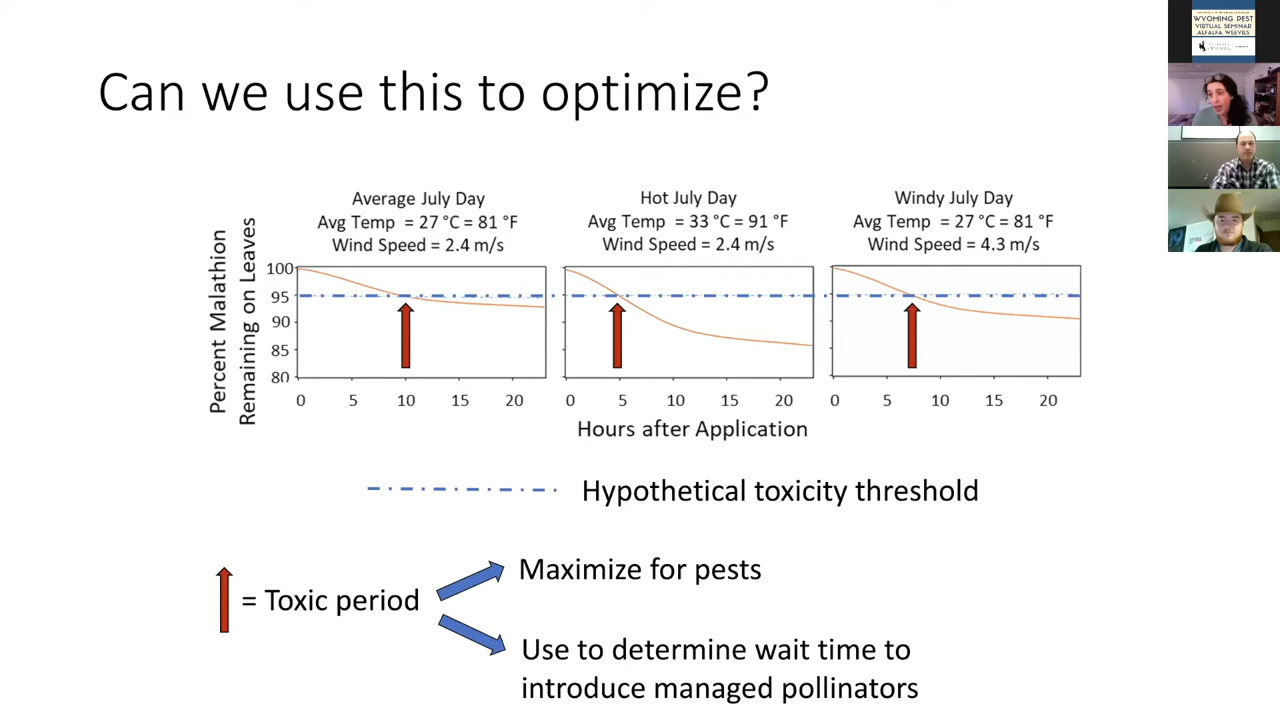 Can we use this to optimize?
WYOMING PEST
VIRTUAL SEMINAR
ALFALFA WEEVILS
Average July Day
Avg Temp = 27 °C = 81 °F
Wind Speed = 2.4 m/s
Hot July Day
Avg Temp = 33 °C = 91 °F
Wind Speed = 2.4 m/s
Windy July Day
Avg Temp = 27 °C = 81 °F
Wind Speed = 4.3 m/s
Percent Malathion
Remaining on Leaves
100
95
90
85
80
0 5 10 15 20
0 5 10 15 20
0 5 10 15 20
Hours after Application
Hypothetical toxicity threshold
= Toxic period
Maximize for pests
Use to determine wait time to
introduce managed pollinators